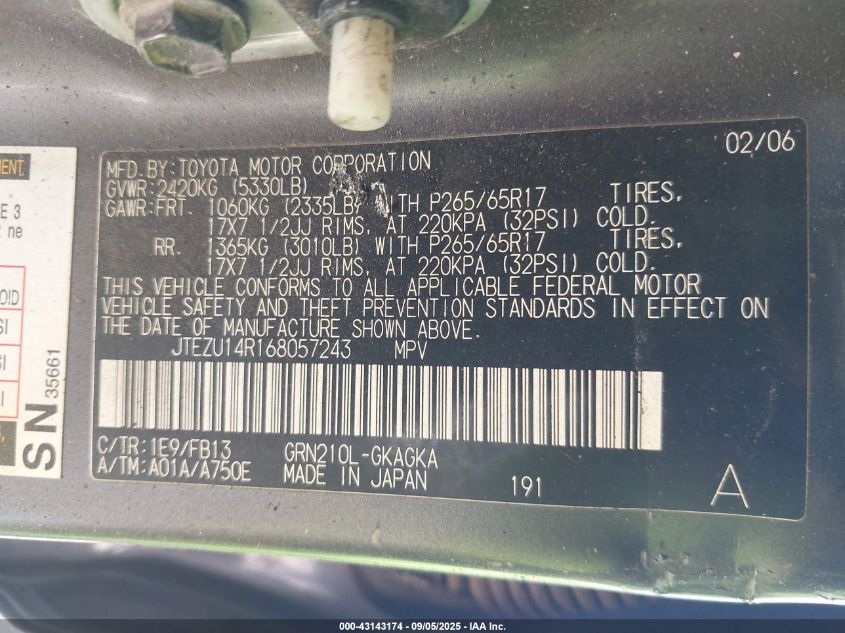 02/06
MFD.BY:TOYOTA MOTOR CORPORATION
GVWR:2420KG (5330LB)
GAWR:FRT. 1060KG (2335LB) WITH P265/65R17 TIRES,
17X7 1/2JJ RIMS, AT 220KPA (32PSI) COLD.
RR. 1365KG (3010LB) WITH P265/65R17 TIRES,
17X7 1/2JJ RIMS, AT 220KPA (32PSI) COLD.
THIS VEHICLE CONFORMS TO ALL APPLICABLE FEDERAL MOTOR
VEHICLE SAFETY AND THEFT PREVENTION STANDARDS IN EFFECT ON
THE DATE OF MANUFACTURE SHOWN ABOVE.
JTEZU14R168057243 MPV
C/TR:1E9/FB13 GRN210L-GKAGKA
A/TM:A01A/A750E MADE IN JAPAN 191 A
E 3
ne
SN 35661
000-43143174 - 09/05/2025 - IAA Inc.